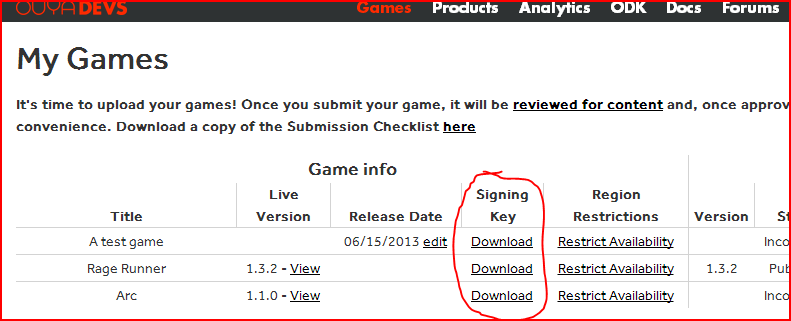 OUYA DEVS Games Products Analytics ODK Docs Forums
My Games
It's time to upload your games! Once you submit your game, it will be reviewed for content and, once approv
convenience. Download a copy of the Submission Checklist here
Game info
Live Signing Region
Title Version Release Date Key Restrictions Version St
A test game 06/15/2013 edit Download Restrict Availability Inco
Rage Runner 1.3.2 - View Download Restrict Availability 1.3.2 Pub
Arc 1.1.0 - View Download Restrict Availability Inco